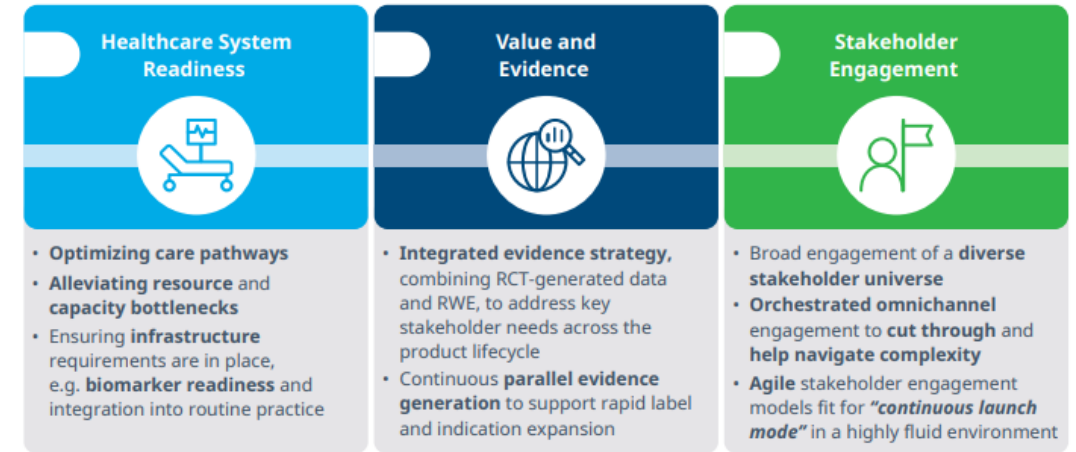 Healthcare System
Readiness
• Optimizing care pathways
• Alleviating resource and
capacity bottlenecks
• Ensuring infrastructure
requirements are in place,
e.g. biomarker readiness and
integration into routine practice
Value and
Evidence
• Integrated evidence strategy,
combining RCT-generated data
and RWE, to address key
stakeholder needs across the
product lifecycle
• Continuous parallel evidence
generation to support rapid label
and indication expansion
Stakeholder
Engagement
• Broad engagement of a diverse
stakeholder universe
• Orchestrated omnichannel
engagement to cut through and
help navigate complexity
• Agile stakeholder engagement
models fit for “continuous launch
mode” in a highly fluid environment